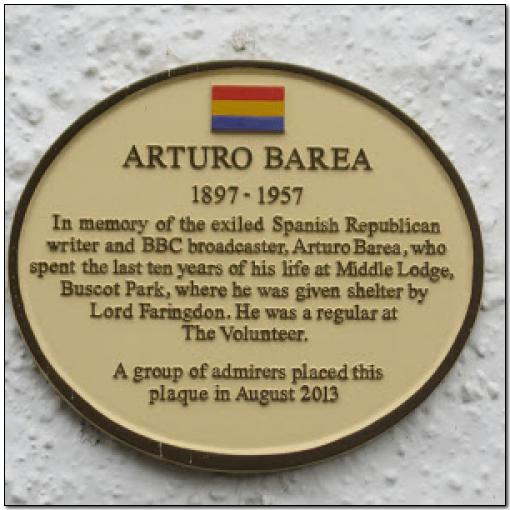 ARTURO BAREA
1897 - 1957
In memory of the exiled Spanish Republican
writer and BBC broadcaster, Arturo Barea, who
spent the last ten years of his life at Middle Lodge,
Buscot Park, where he was given shelter by
Lord Faringdon. He was a regular at
The Volunteer.
A group of admirers placed this
plaque in August 2013